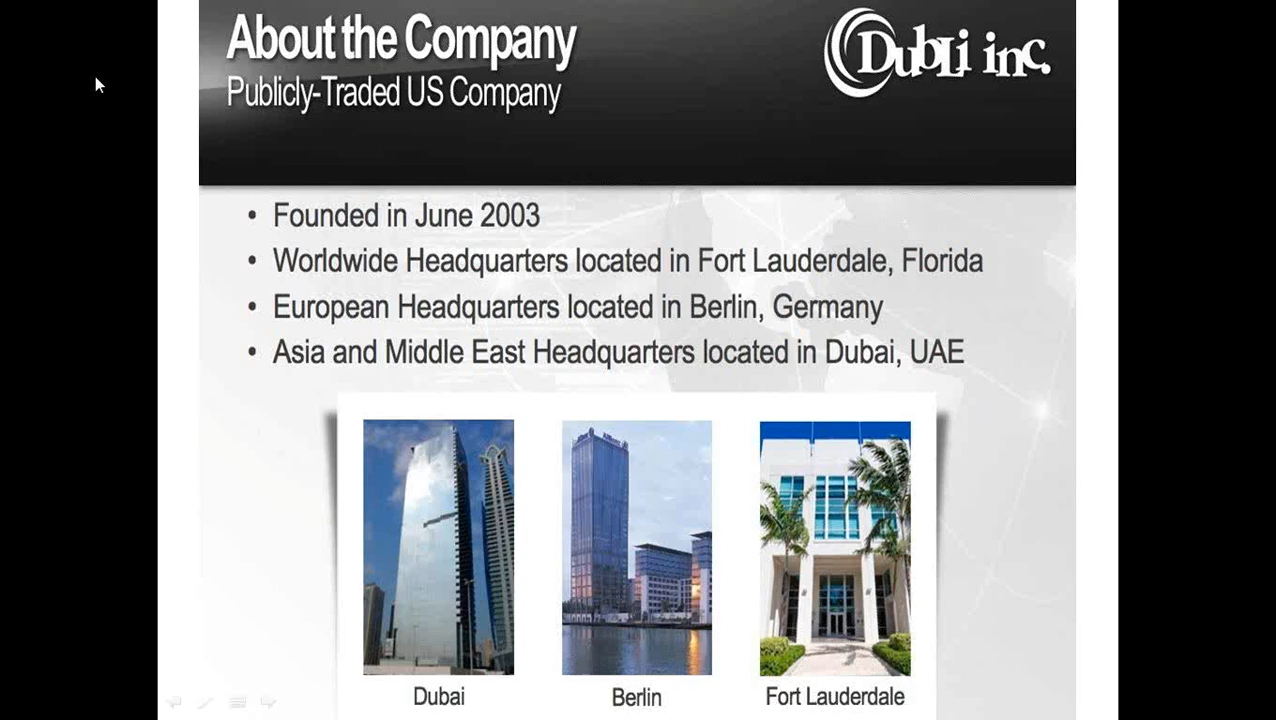 About the Company
Publicly-Traded US Company
DubLi inc.
• Founded in June 2003
• Worldwide Headquarters located in Fort Lauderdale, Florida
• European Headquarters located in Berlin, Germany
• Asia and Middle East Headquarters located in Dubai, UAE
Dubai
Berlin
Fort Lauderdale